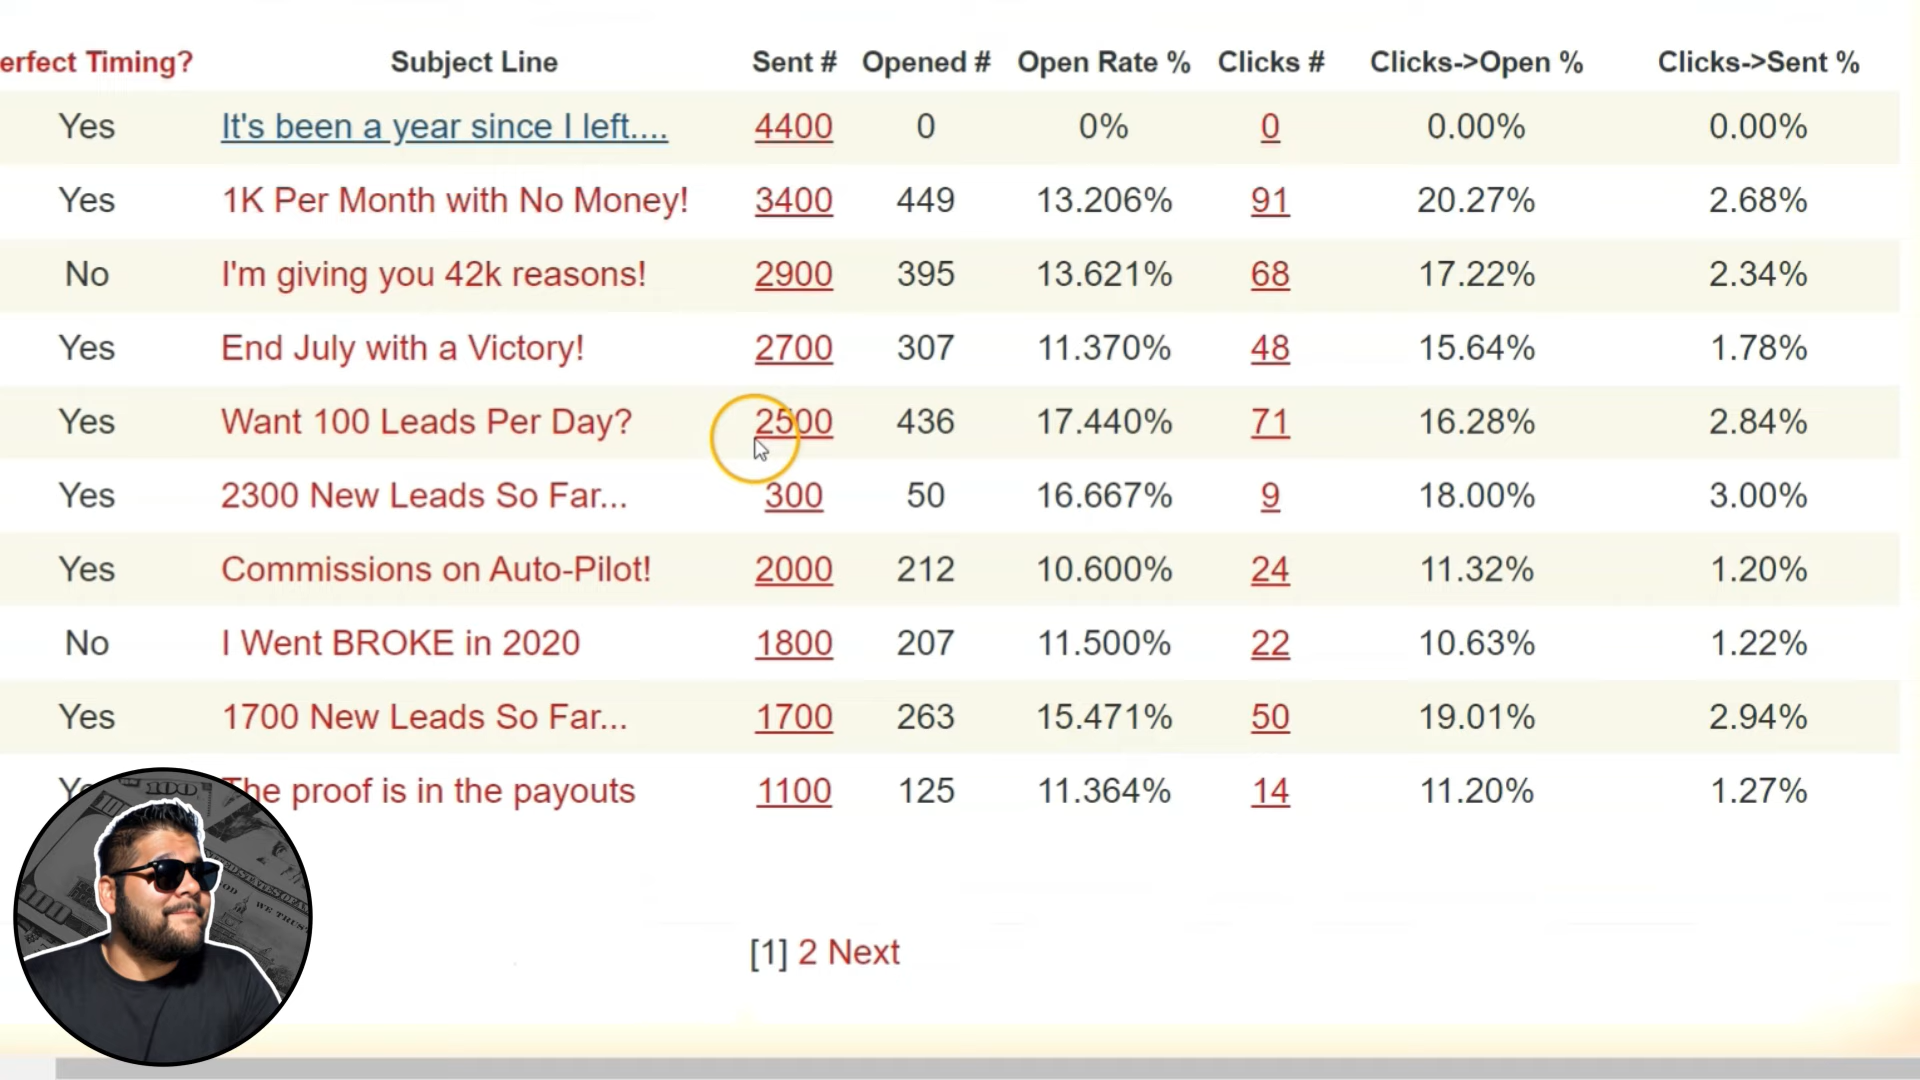 erfect Timing? Subject Line Sent # Opened # Open Rate % Clicks # Clicks->Open % Clicks->Sent %
Yes It's been a year since I left.... 4400 0 0% 0 0.00% 0.00%
Yes 1K Per Month with No Money! 3400 449 13.206% 91 20.27% 2.68%
No I'm giving you 42k reasons! 2900 395 13.621% 68 17.22% 2.34%
Yes End July with a Victory! 2700 307 11.370% 48 15.64% 1.78%
Yes Want 100 Leads Per Day? 2500 436 17.440% 71 16.28% 2.84%
Yes 2300 New Leads So Far... 300 50 16.667% 9 18.00% 3.00%
Yes Commissions on Auto-Pilot! 2000 212 10.600% 24 11.32% 1.20%
No I Went BROKE in 2020 1800 207 11.500% 22 10.63% 1.22%
Yes 1700 New Leads So Far... 1700 263 15.471% 50 19.01% 2.94%
The proof is in the payouts 1100 125 11.364% 14 11.20% 1.27%
100
100
WE TRUST
[1] 2 Next